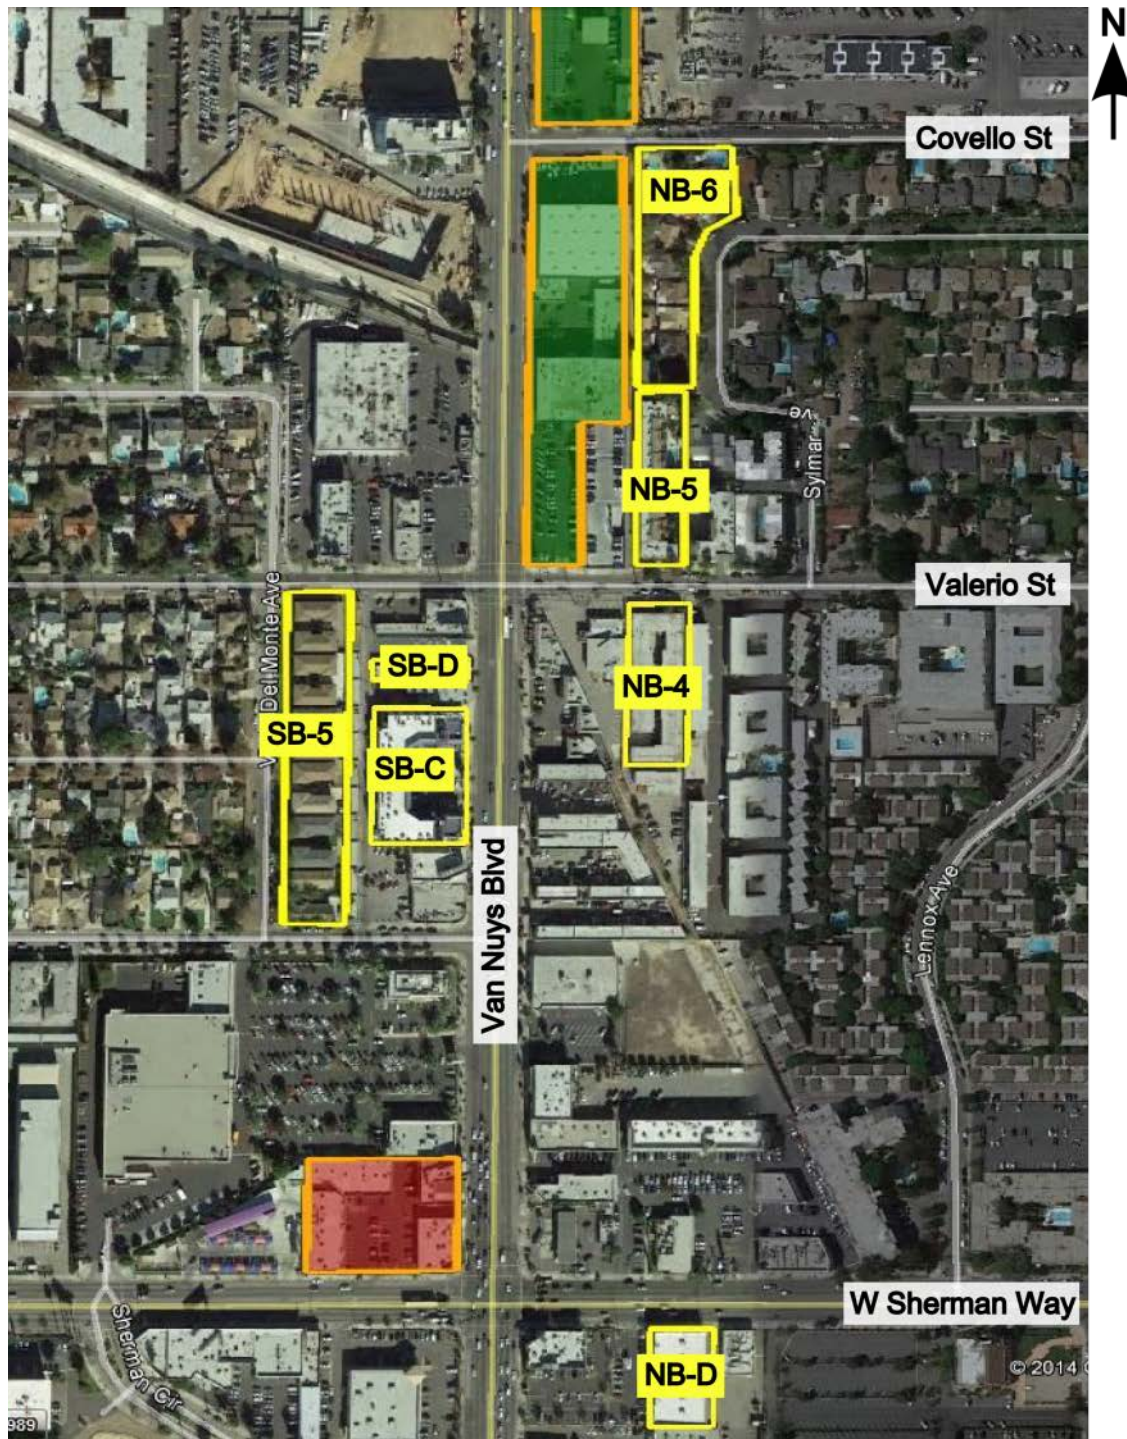 N
Covello St
NB-6
ve
Sylmar
NB-5
Valerio St
Del Monte Ave
SB-D
NB-4
SB-5
SB-C
Van Nuys Blvd
Lennox Ave
W Sherman Way
Sherman Cir
NB-D
© 2014
989